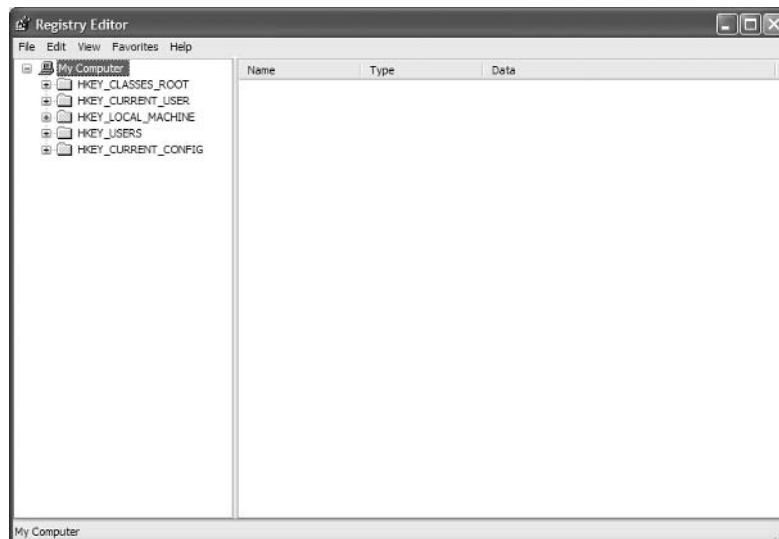 Registry Editor
File Edit View Favorites Help
My Computer
HKEY_CLASSES_ROOT
HKEY_CURRENT_USER
HKEY_LOCAL_MACHINE
HKEY_USERS
HKEY_CURRENT_CONFIG
Name Type Data
My Computer